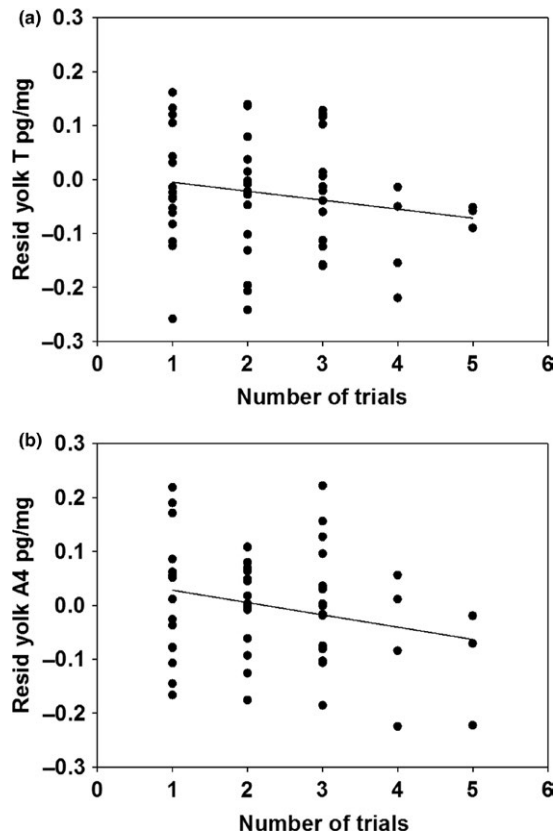 (a)
Resid yolk T pg/mg
0.3
0.2
0.1
0.0
–0.1
–0.2
–0.3
0 1 2 3 4 5 6
Number of trials
(b)
Resid yolk A4 pg/mg
0.3
0.2
0.1
0.0
–0.1
–0.2
–0.3
0 1 2 3 4 5 6
Number of trials